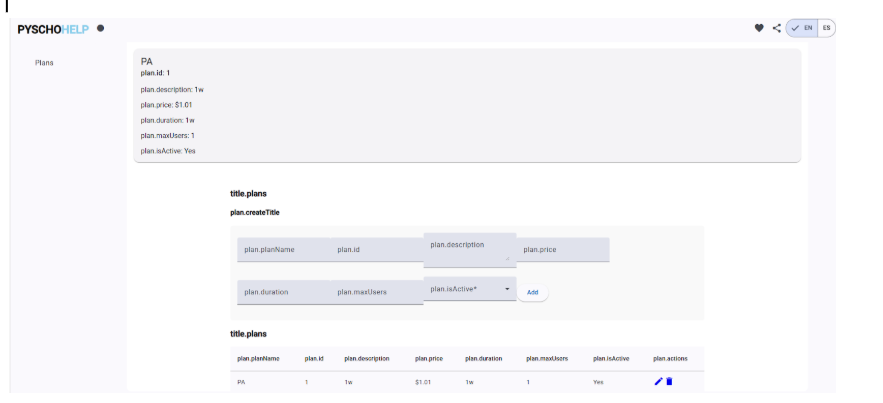 PYSCHOHELP
EN ES
Plans
PA
plan.id: 1
plan.description: 1w
plan.price: $1.01
plan.duration: 1w
plan.maxUsers: 1
plan.isActive: Yes
title.plans
plan.createTitle
plan.planName plan.id plan.description plan.price
plan.duration plan.maxUsers plan.isActive* Add
title.plans
plan.planName plan.id plan.description plan.price plan.duration plan.maxUsers plan.isActive plan.actions
PA 1 1w $1.01 1w 1 Yes